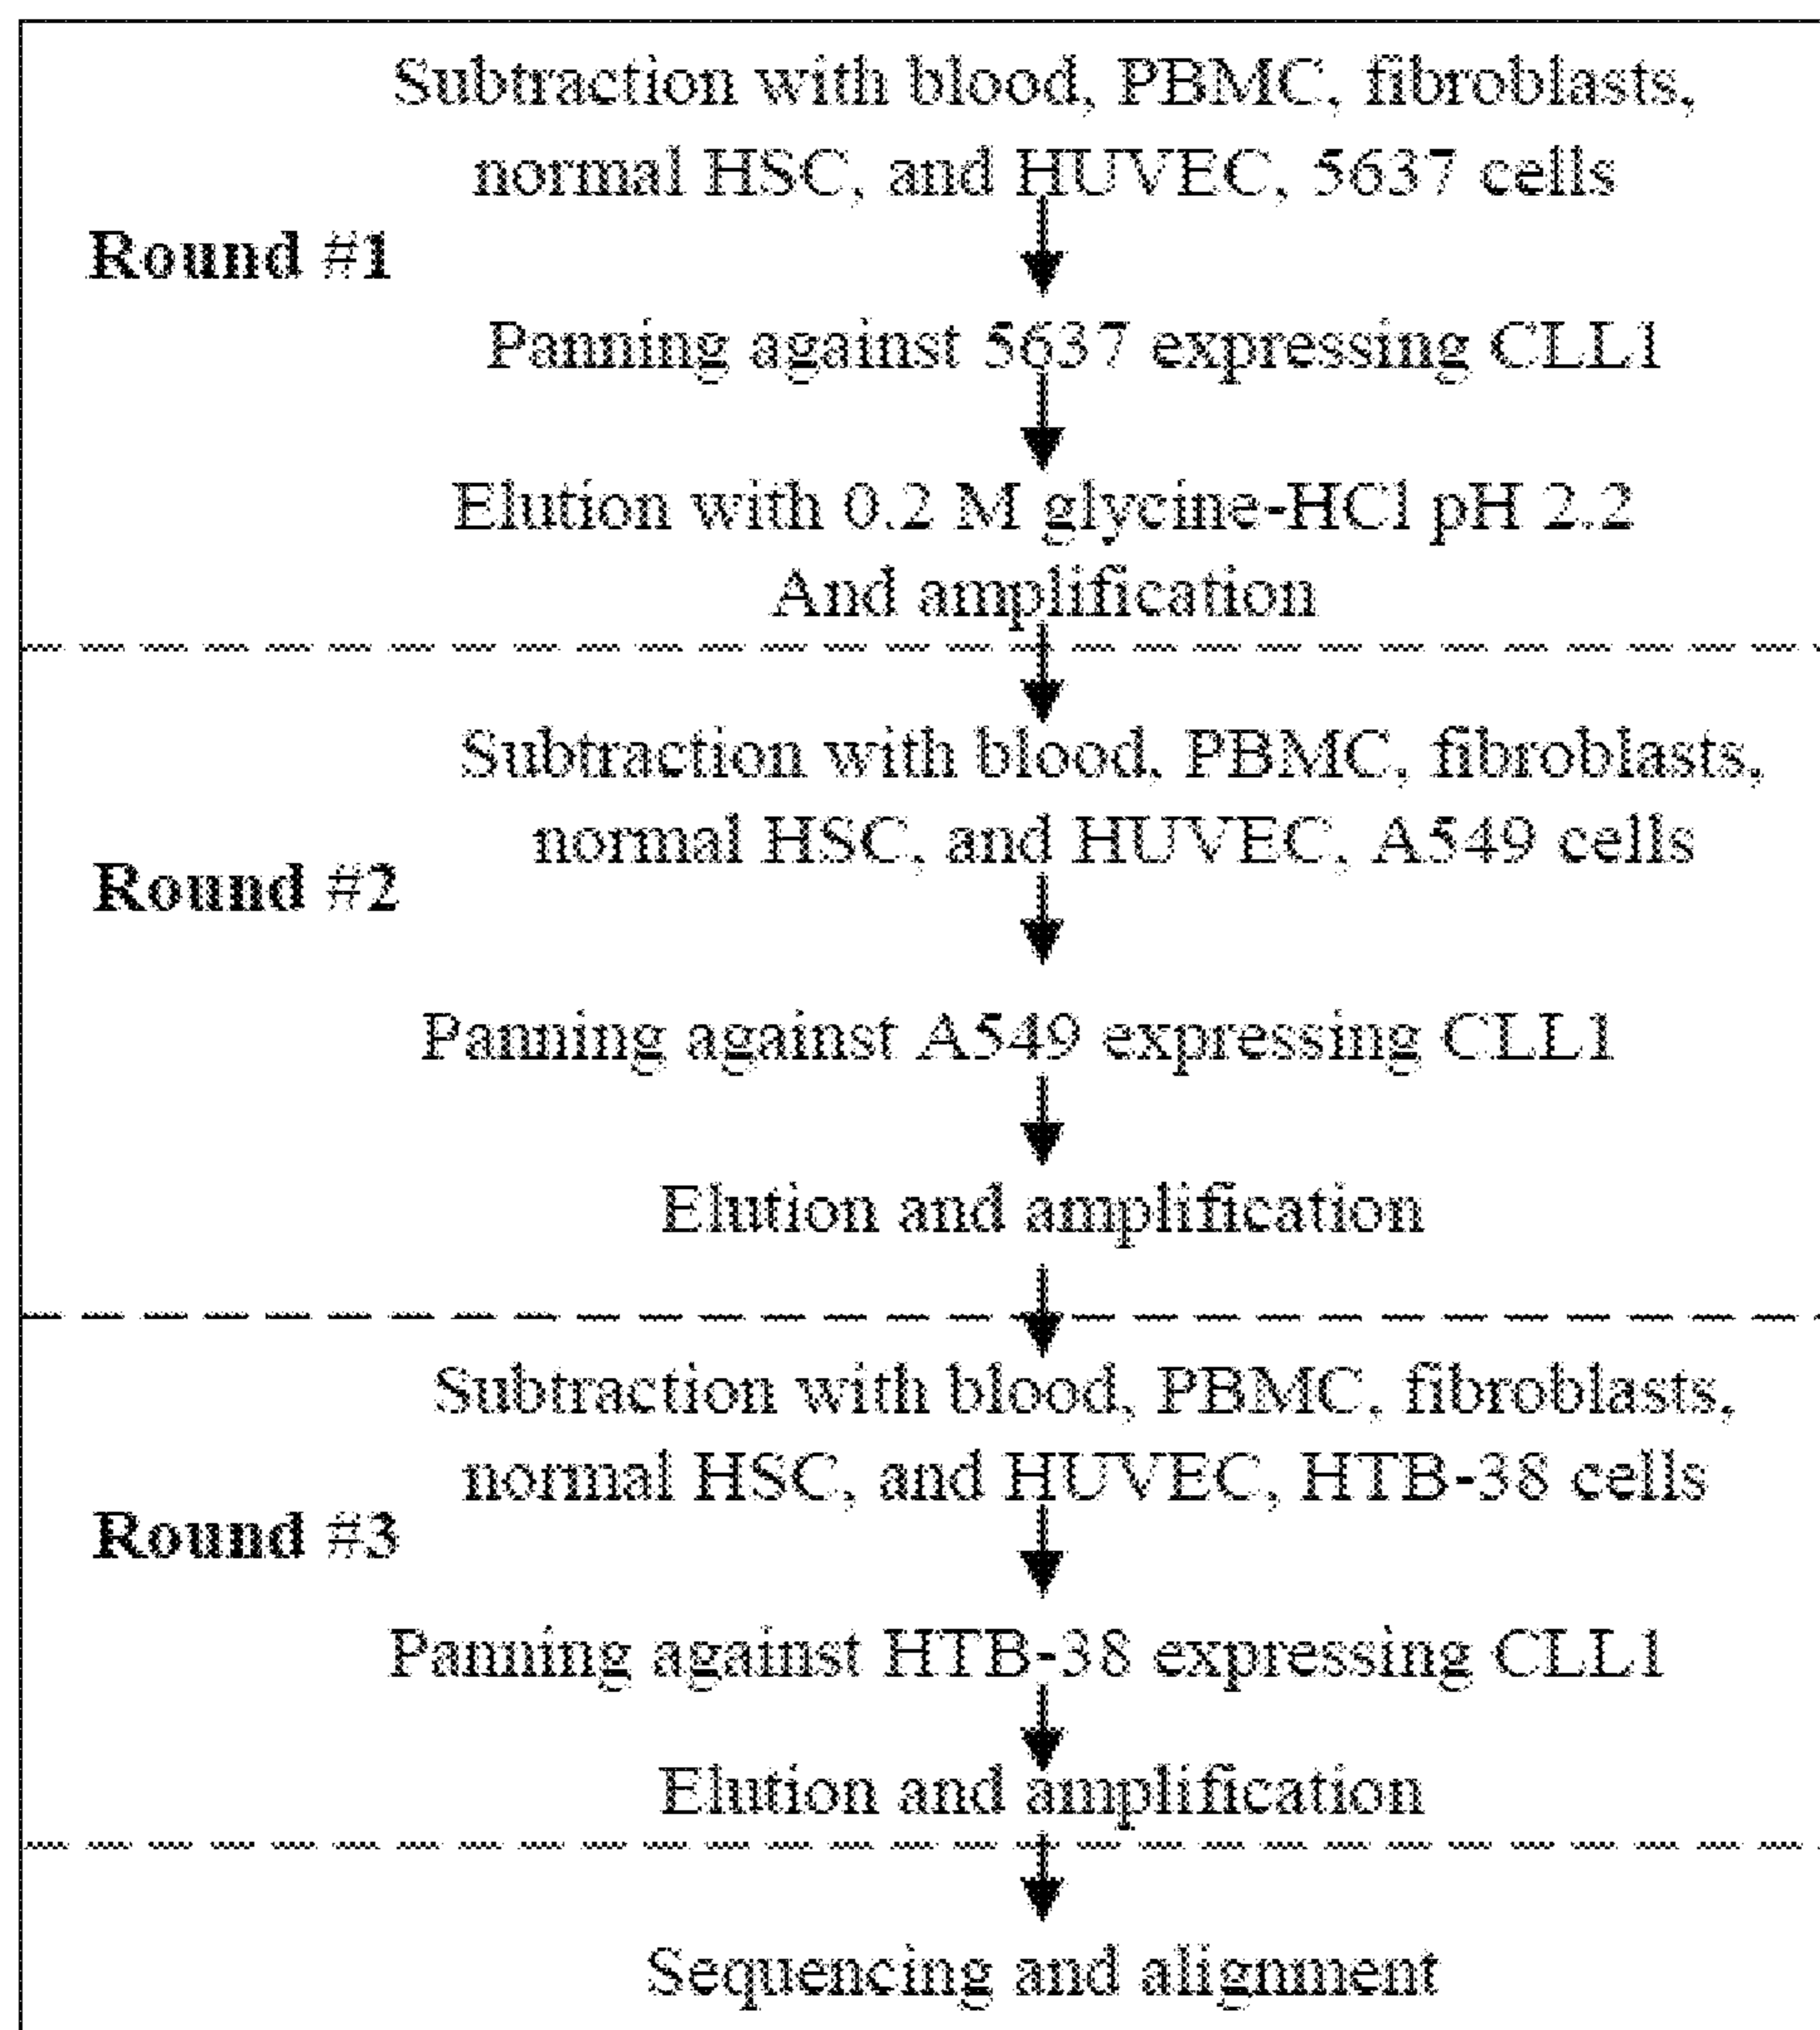 Subtraction with blood, PBMC, fibroblasts,
normal HSC, and HUVEC, 5637 cells
Round #1
Panning against 5637 expressing CLL1
Elution with 0.2 M glycine-HCl pH 2.2
And amplification
Subtraction with blood, PBMC, fibroblasts,
normal HSC, and HUVEC, A549 cells
Round #2
Panning against A549 expressing CLL1
Elution and amplification
Subtraction with blood, PBMC, fibroblasts,
normal HSC, and HUVEC, HTB-38 cells
Round #3
Panning against HTB-38 expressing CLL1
Elution and amplification
Sequencing and alignment